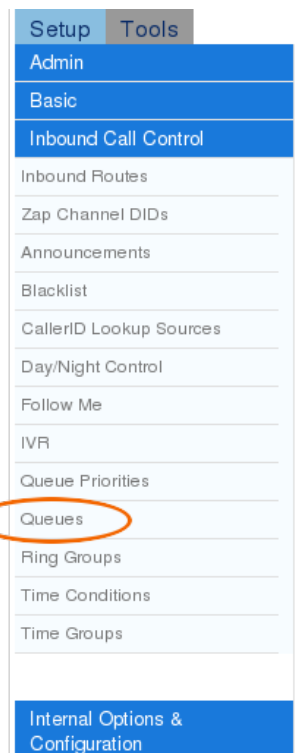 Setup Tools
Admin
Basic
Inbound Call Control
Inbound Routes
Zap Channel DIDs
Announcements
Blacklist
CallerID Lookup Sources
Day/Night Control
Follow Me
IVR
Queue Priorities
Queues
Ring Groups
Time Conditions
Time Groups
Internal Options &
Configuration